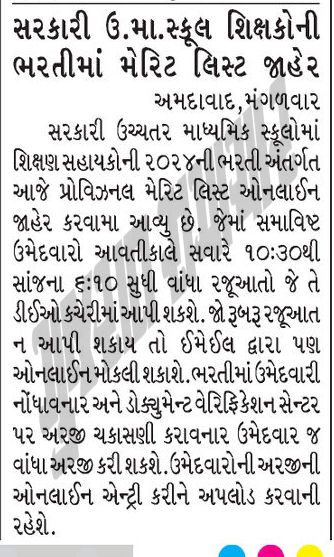 સરકારી ઉ.મા.સ્કૂલ શિક્ષકોની
ભરતીમાં મેરિટ લિસ્ટ જાહેર
અમદાવાદ,મંગળવાર
સરકારી ઉચ્ચતર માધ્યમિક સ્કૂલોમાં
શિક્ષણ સહાયકોની ૨૦૨૪ની ભરતી અંતર્ગત
આજે પ્રોવિઝનલ મેરિટ લિસ્ટ ઓનલાઈન
જાહેર કરવામા આવ્યુ છે. જેમાં સમાવિષ્ટ
ઉમેદવારો આવતીકાલે સવારે ૧૦:૩૦થી
સાંજના ૬:૧૦ સુધી વાંધા રજૂઆતો જે તે
ડીઈઓ કચેરીમાં આપી શકશે. જો રૂબરૂ રજૂઆત
ન આપી શકાય તો ઈમેઈલ દ્વારા પણ
ઓનલાઈન મોકલી શકાશે. ભરતીમાં ઉમેદવારી
નોંધાવનાર અને ડોક્યુમેન્ટ વેરિફિકેશન સેન્ટર
પર અરજી ચકાસણી કરાવનાર ઉમેદવાર જ
વાંધા અરજી કરી શકશે. ઉમેદવારોની અરજીની
ઓનલાઈન એન્ટ્રી કરીને અપલોડ કરવાની
રહેશે.